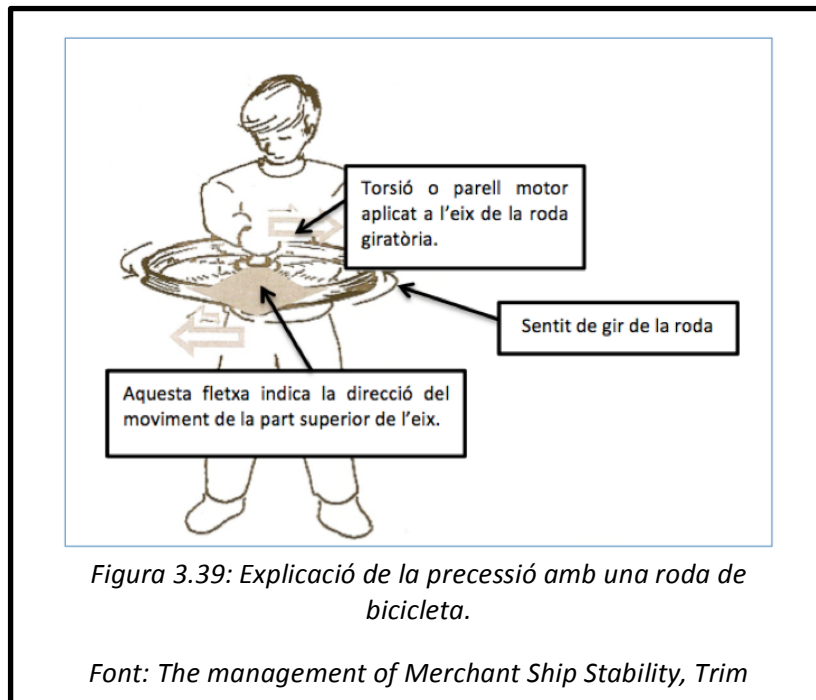 Torsió o parell motor
aplicat a l’eix de la roda
giratòria.
Sentit de gir de la roda
Aquesta fletxa indica la direcció del
moviment de la part superior de l’eix.
Figura 3.39: Explicació de la precessió amb una roda de
bicicleta.
Font: The management of Merchant Ship Stability, Trim